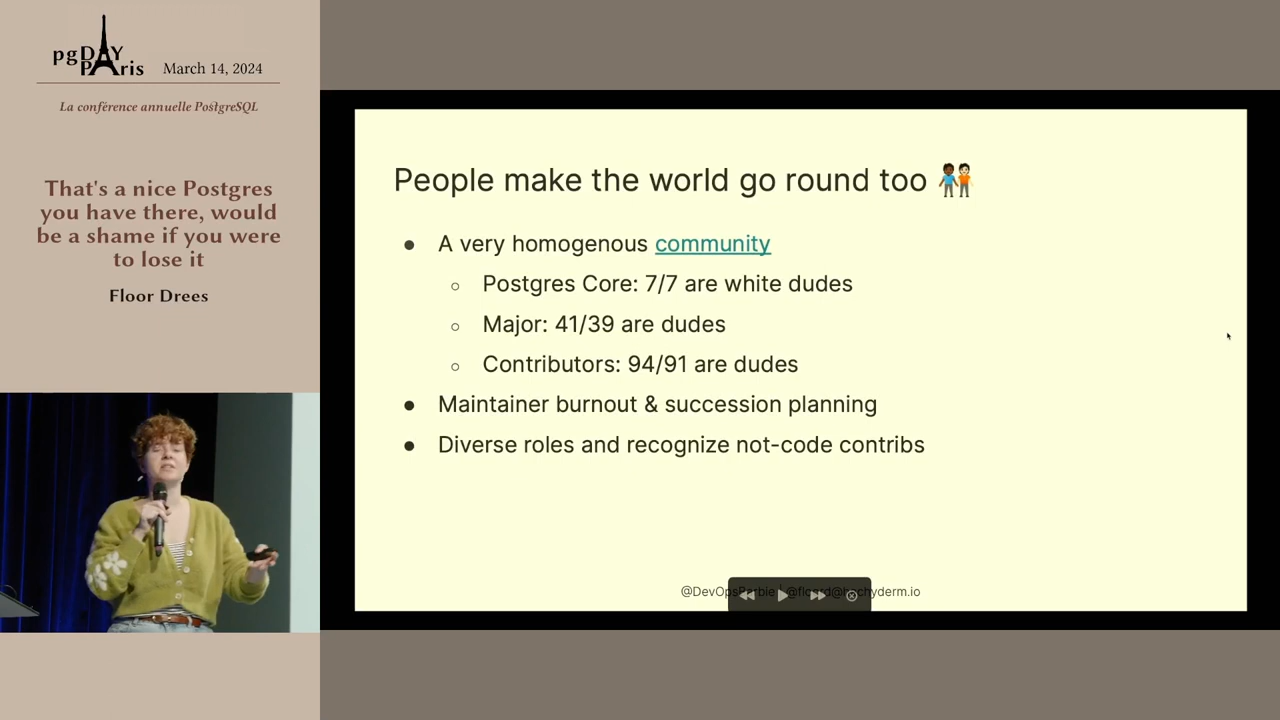 pgDAY
Paris
March 14, 2024
La conférence annuelle PostgreSQL
That's a nice Postgres
you have there, would
be a shame if you were
to lose it
Floor Drees
People make the world go round too
● A very homogenous community
○ Postgres Core: 7/7 are white dudes
○ Major: 41/39 are dudes
○ Contributors: 94/91 are dudes
● Maintainer burnout & succession planning
● Diverse roles and recognize not-code contribs